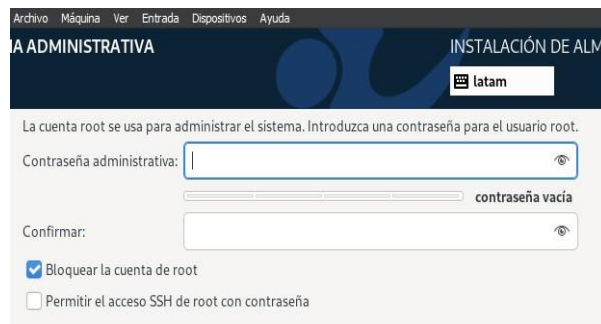 Archivo Máquina Ver Entrada Dispositivos Ayuda
A ADMINISTRATIVA
INSTALACIÓN DE ALM
latam
La cuenta root se usa para administrar el sistema. Introduzca una contraseña para el usuario root.
Contraseña administrativa:
contraseña vacía
Confirmar:
Bloquear la cuenta de root
Permitir el acceso SSH de root con contraseña